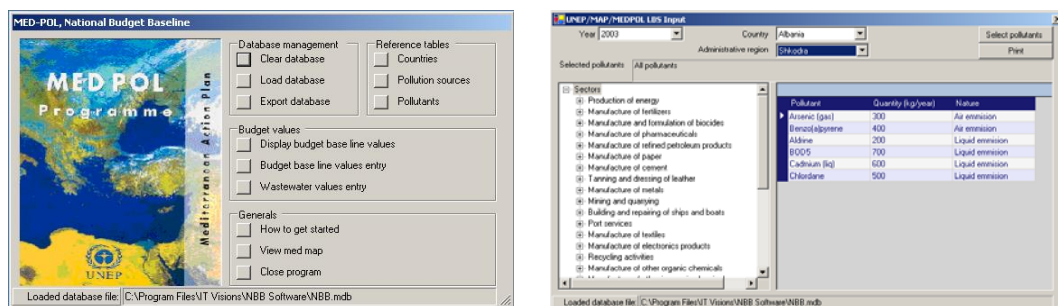 MED-POL, National Budget Baseline
MED POL
Programme
Mediterranean Action Plan
UNEP
Database management
Clear database
Load database
Export database
Reference tables
Countries
Pollution sources
Pollutants
Budget values
Display budget base line values
Budget base line values entry
Wastewater values entry
Generals
How to get started
View med map
Close program
Loaded database file: C:\Program Files\IT Visions\NBB Software\NBB.mdb
UNEP/MAP/MEDPOL LBS Input
Year 2003 Country Albania Select pollutants
Administrative region Shkodra Print
Selected pollutants All pollutants
Sectors
Production of energy
Manufacture of fertilizers
Manufacture and formulation of biocides
Manufacture of pharmaceuticals
Manufacture of refined petroleum products
Manufacture of paper
Manufacture of cement
Tanning and dressing of leather
Manufacture of metals
Mining and quarrying
Building and repairing of ships and boats
Port services
Manufacture of textiles
Manufacture of electronics products
Recycling activities
Manufacture of other organic chemicals
Pollutant Quantity (kg/year) Nature
Arsenic (gas) 300 Air emmision
Benzo(a)pyrene 400 Air emmision
Aldrine 200 Liquid emmision
BOD5 700 Liquid emmision
Cadmium (liq) 600 Liquid emmision
Chlordane 500 Liquid emmision
Loaded database file: C:\Program Files\IT Visions\NBB Software\NBB.mdb